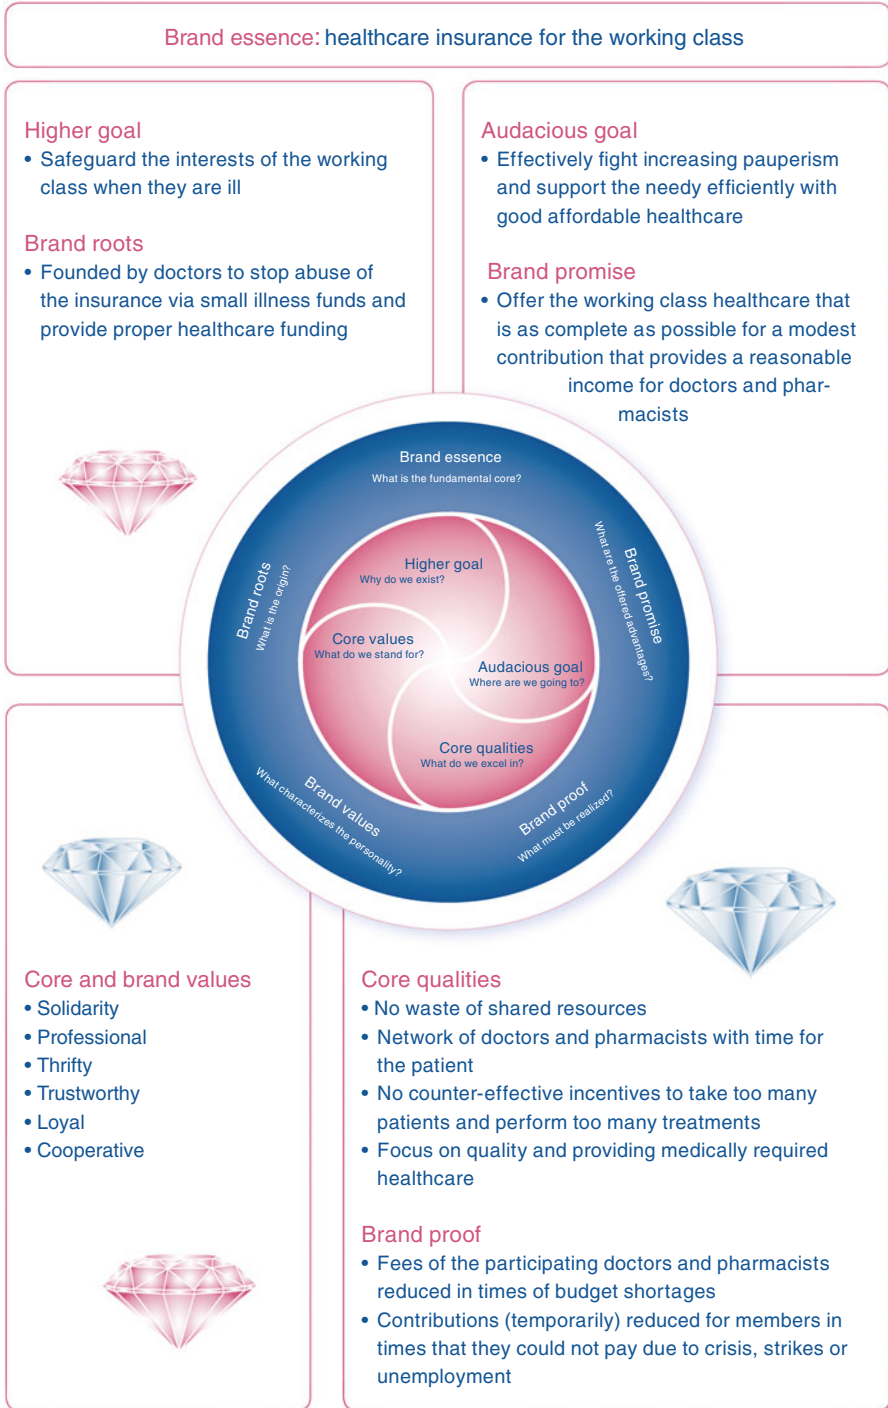 Brand essence: healthcare insurance for the working class
Higher goal
• Safeguard the interests of the working
class when they are ill
Brand roots
• Founded by doctors to stop abuse of
the insurance via small illness funds and
provide proper healthcare funding
Audacious goal
• Effectively fight increasing pauperism
and support the needy efficiently with
good affordable healthcare
Brand promise
• Offer the working class healthcare that
is as complete as possible for a modest
contribution that provides a reasonable
income for doctors and phar-
macists
Brand essence
What is the fundamental core?
Brand promise
What are the offered advantages?
Brand proof
What must be realized?
Brand values
What characterizes the personality?
Brand roots
What is the origin?
Higher goal
Why do we exist?
Core values
What do we stand for?
Audacious goal
Where are we going to?
Core qualities
What do we excel in?
Core and brand values
• Solidarity
• Professional
• Thrifty
• Trustworthy
• Loyal
• Cooperative
Core qualities
• No waste of shared resources
• Network of doctors and pharmacists with time for
the patient
• No counter-effective incentives to take too many
patients and perform too many treatments
• Focus on quality and providing medically required
healthcare
Brand proof
• Fees of the participating doctors and pharmacists
reduced in times of budget shortages
• Contributions (temporarily) reduced for members in
times that they could not pay due to crisis, strikes or
unemployment